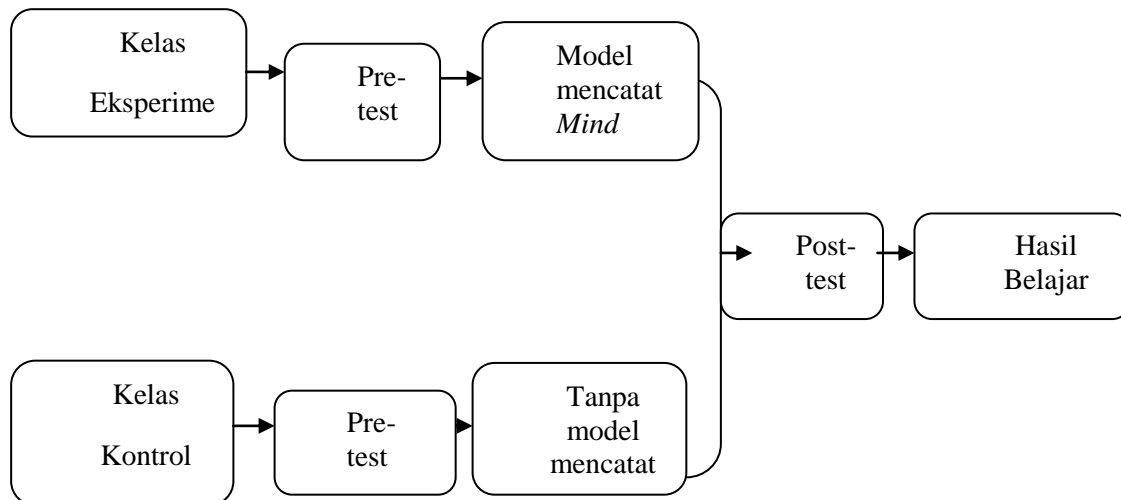 Kelas
Eksperime
Pre-
test
Model
mencatat
Mind
Post-
test
Hasil
Belajar
Kelas
Kontrol
Pre-
test
Tanpa
model
mencatat